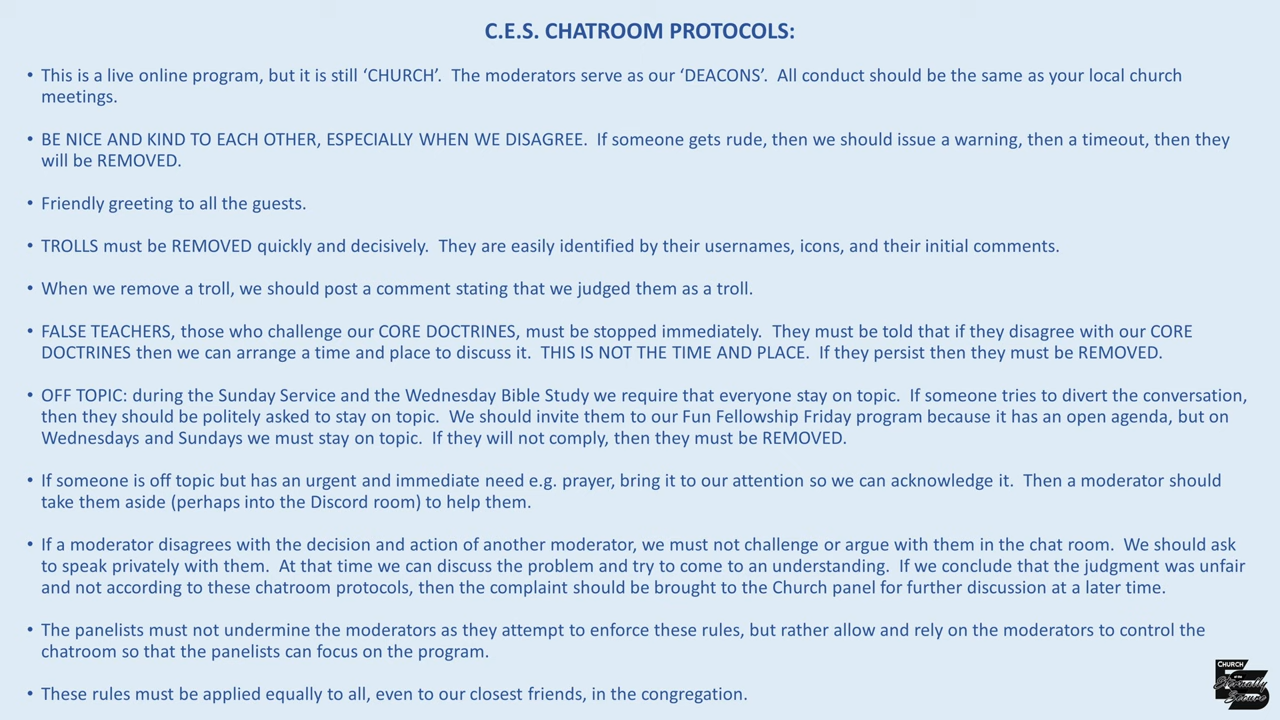 C.E.S. CHATROOM PROTOCOLS:
• This is a live online program, but it is still ‘CHURCH’.  The moderators serve as our ‘DEACONS’.  All conduct should be the same as your local church
meetings.
• BE NICE AND KIND TO EACH OTHER, ESPECIALLY WHEN WE DISAGREE.  If someone gets rude, then we should issue a warning, then a timeout, then they
will be REMOVED.
• Friendly greeting to all the guests.
• TROLLS must be REMOVED quickly and decisively.  They are easily identified by their usernames, icons, and their initial comments.
• When we remove a troll, we should post a comment stating that we judged them as a troll.
• FALSE TEACHERS, those who challenge our CORE DOCTRINES, must be stopped immediately.  They must be told that if they disagree with our CORE
DOCTRINES then we can arrange a time and place to discuss it.  THIS IS NOT THE TIME AND PLACE.  If they persist then they must be REMOVED.
• OFF TOPIC: during the Sunday Service and the Wednesday Bible Study we require that everyone stay on topic.  If someone tries to divert the conversation,
then they should be politely asked to stay on topic.  We should invite them to our Fun Fellowship Friday program because it has an open agenda, but on
Wednesdays and Sundays we must stay on topic.  If they will not comply, then they must be REMOVED.
• If someone is off topic but has an urgent and immediate need e.g. prayer, bring it to our attention so we can acknowledge it.  Then a moderator should
take them aside (perhaps into the Discord room) to help them.
• If a moderator disagrees with the decision and action of another moderator, we must not challenge or argue with them in the chat room.  We should ask
to speak privately with them.  At that time we can discuss the problem and try to come to an understanding.  If we conclude that the judgment was unfair
and not according to these chatroom protocols, then the complaint should be brought to the Church panel for further discussion at a later time.
• The panelists must not undermine the moderators as they attempt to enforce these rules, but rather allow and rely on the moderators to control the
chatroom so that the panelists can focus on the program.
• These rules must be applied equally to all, even to our closest friends, in the congregation.
CHURCH
of the
Eternally
Secure